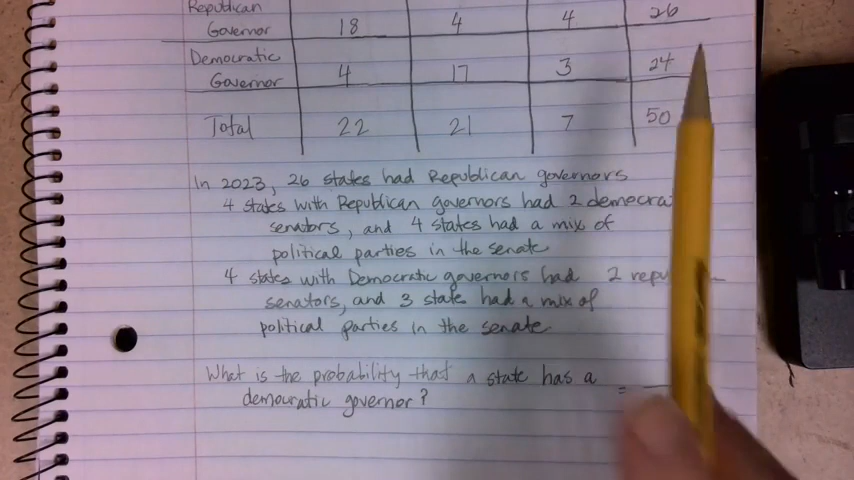 Republican
Governor 18 4 4 26
Democratic
Governor 4 17 3 24
Total 22 21 7 50
In 2023, 26 states had Republican governors
4 states with Republican governors had 2 democra
senators, and 4 states had a mix of
political parties in the senate
4 states with Democratic governors had 2 repu
senators, and 3 state had a mix of
political parties in the senate.
What is the probability that a state has a
democratic governor? =